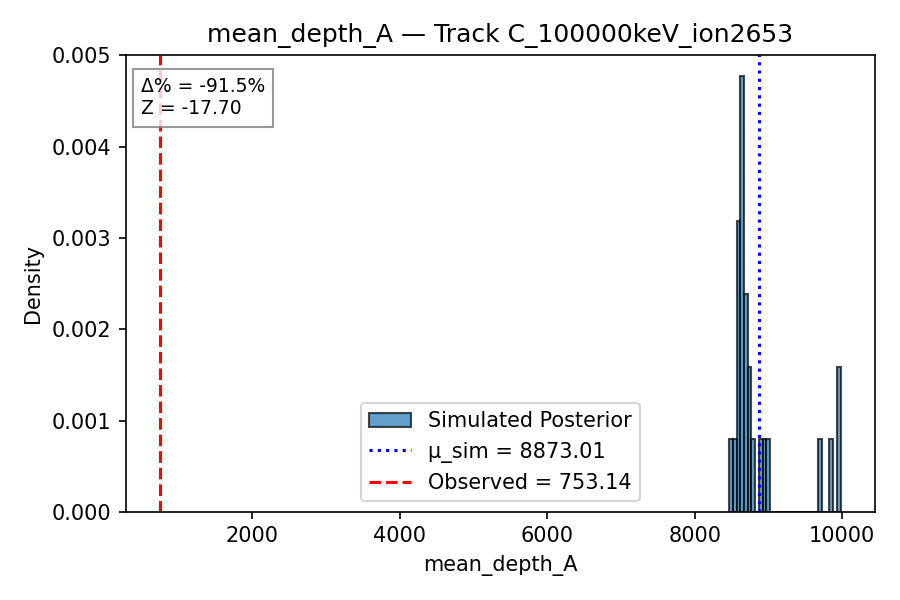 mean_depth_A — Track C_100000keV_ion2653
Δ% = -91.5%
Z = -17.70
0.005
0.004
0.003
0.002
0.001
0.000
Density
Simulated Posterior
μ_sim = 8873.01
Observed = 753.14
2000 4000 6000 8000 10000
mean_depth_A